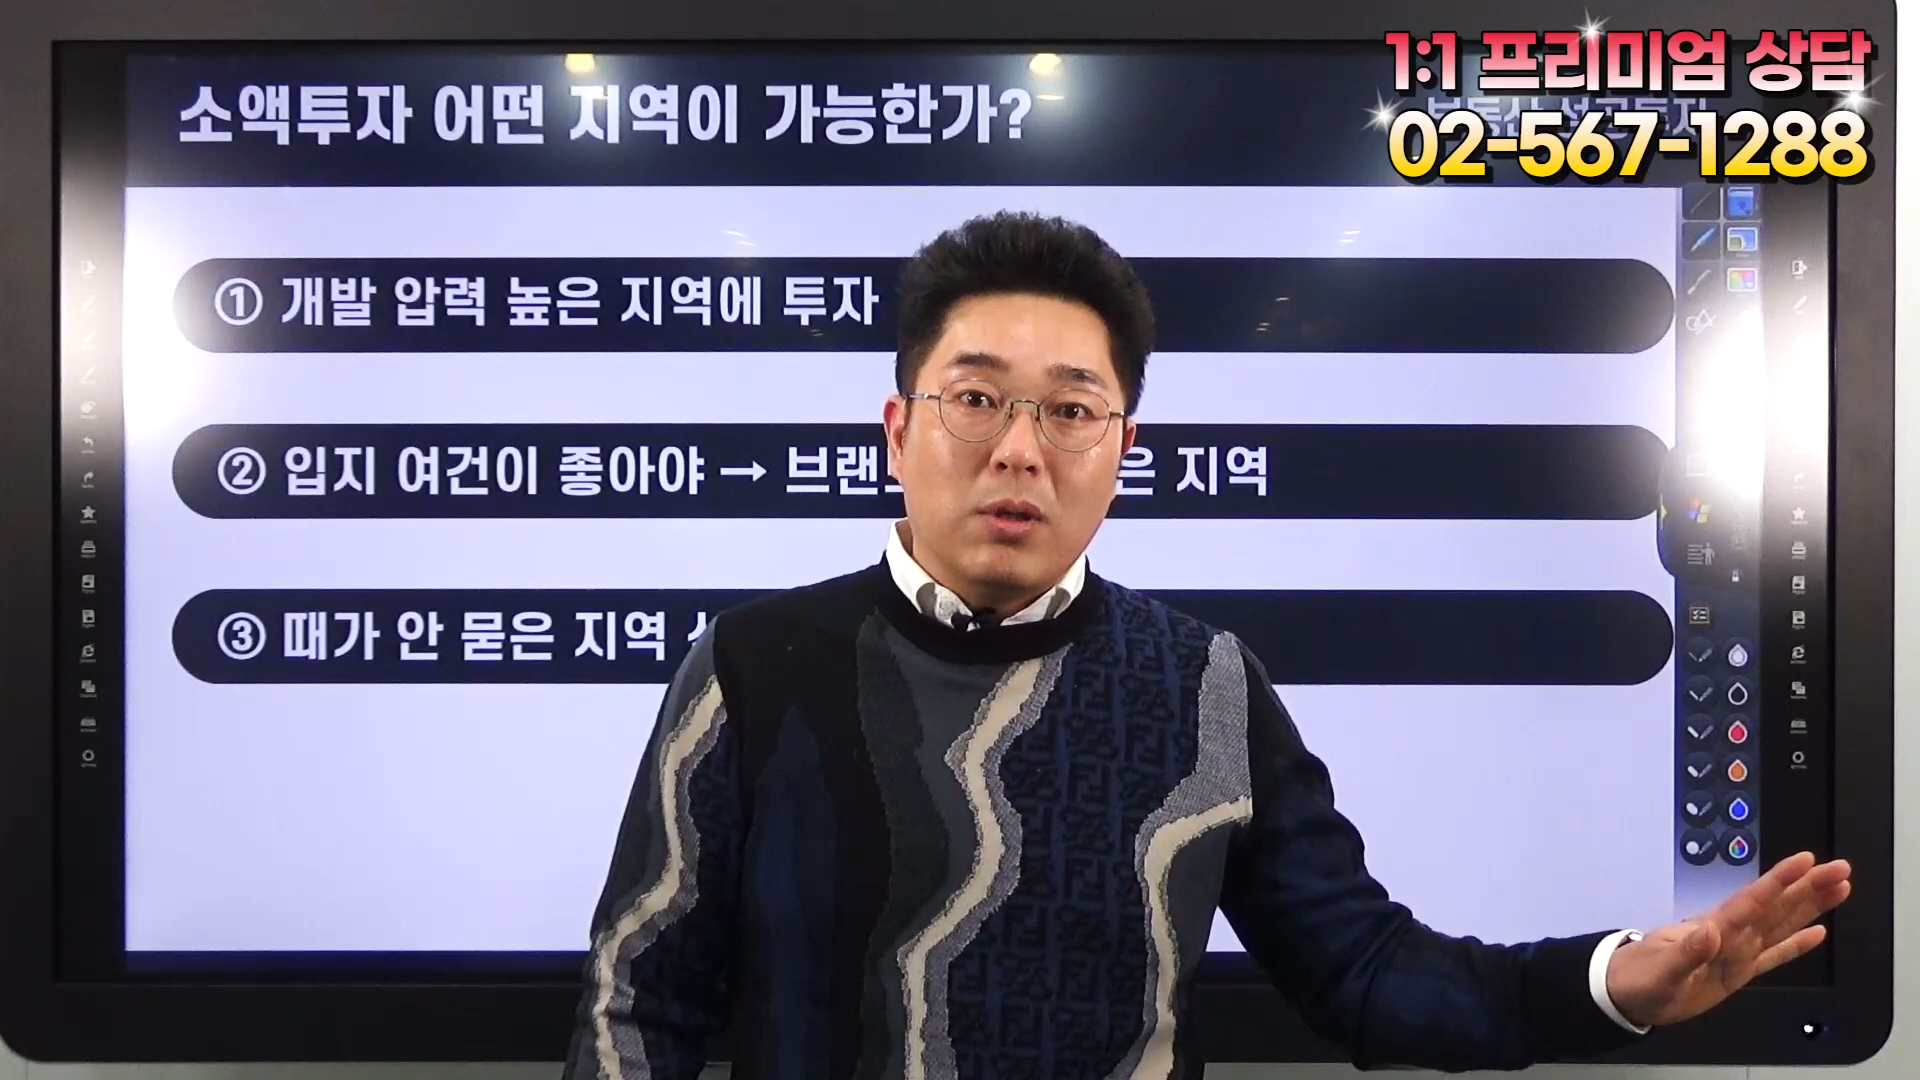 1:1 프리미엄 상담
02-567-1288
소액투자 어떤 지역이 가능한가?
① 개발 압력 높은 지역에 투자
② 입지 여건이 좋아야 → 은 지역
③ 때가 안 묻은 지역